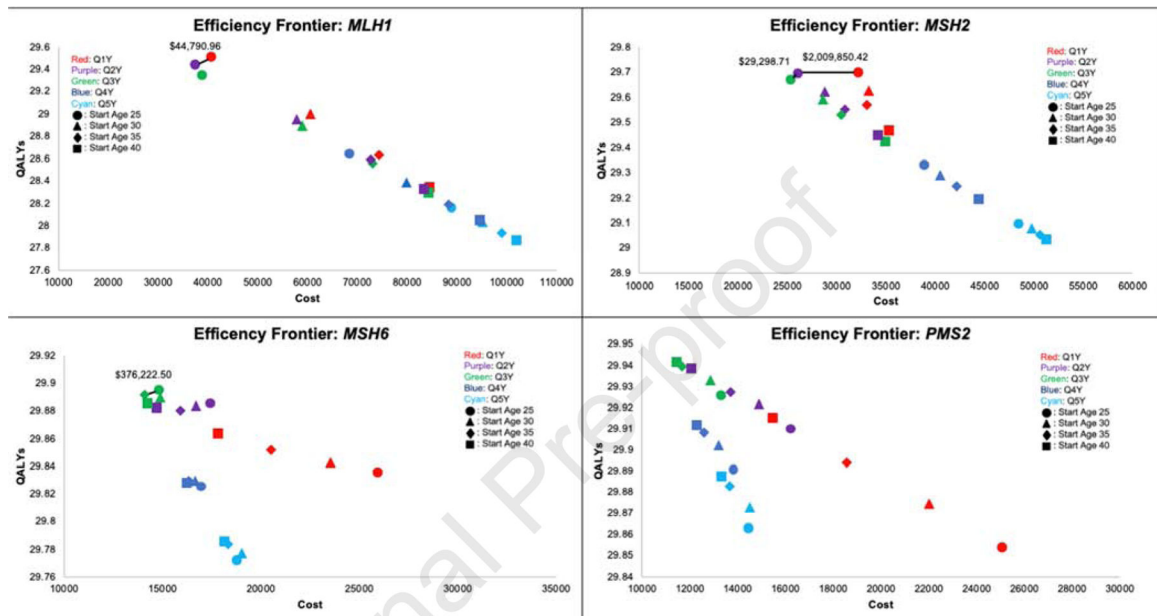 Efficiency Frontier: MLH1
29.6
29.4
29.2
29
28.8
28.6
28.4
28.2
28
27.8
27.6
QALYs
$44,790.96
Red: Q1Y
Purple: Q2Y
Green: Q3Y
Blue: Q4Y
Cyan: Q5Y
: Start Age 25
: Start Age 30
: Start Age 35
: Start Age 40
10000 20000 30000 40000 50000 60000 70000 80000 90000 100000 110000
Cost
Efficiency Frontier: MSH2
29.8
29.7
29.6
29.5
29.4
29.3
29.2
29.1
29
28.9
QALYs
$29,298.71
$2,009,850.42
Red: Q1Y
Purple: Q2Y
Green: Q3Y
Blue: Q4Y
Cyan: Q5Y
: Start Age 25
: Start Age 30
: Start Age 35
: Start Age 40
10000 15000 20000 25000 30000 35000 40000 45000 50000 55000 60000
Cost
Efficency Frontier: MSH6
29.92
29.9
29.88
29.86
29.84
29.82
29.8
29.78
29.76
QALYs
$376,222.50
Red: Q1Y
Purple: Q2Y
Green: Q3Y
Blue: Q4Y
Cyan: Q5Y
: Start Age 25
: Start Age 30
: Start Age 35
: Start Age 40
10000 15000 20000 25000 30000
Cost
Efficiency Frontier: PMS2
29.95
29.94
29.93
29.92
29.91
29.9
29.89
29.88
29.87
29.86
29.85
29.84
QALYs
Red: Q1Y
Purple: Q2Y
Green: Q3Y
Blue: Q4Y
Cyan: Q5Y
: Start Age 25
: Start Age 30
: Start Age 35
: Start Age 40
10000 12000 14000 16000 18000 20000 22000 24000 26000 28000 30000
Cost
nal Pre-proof